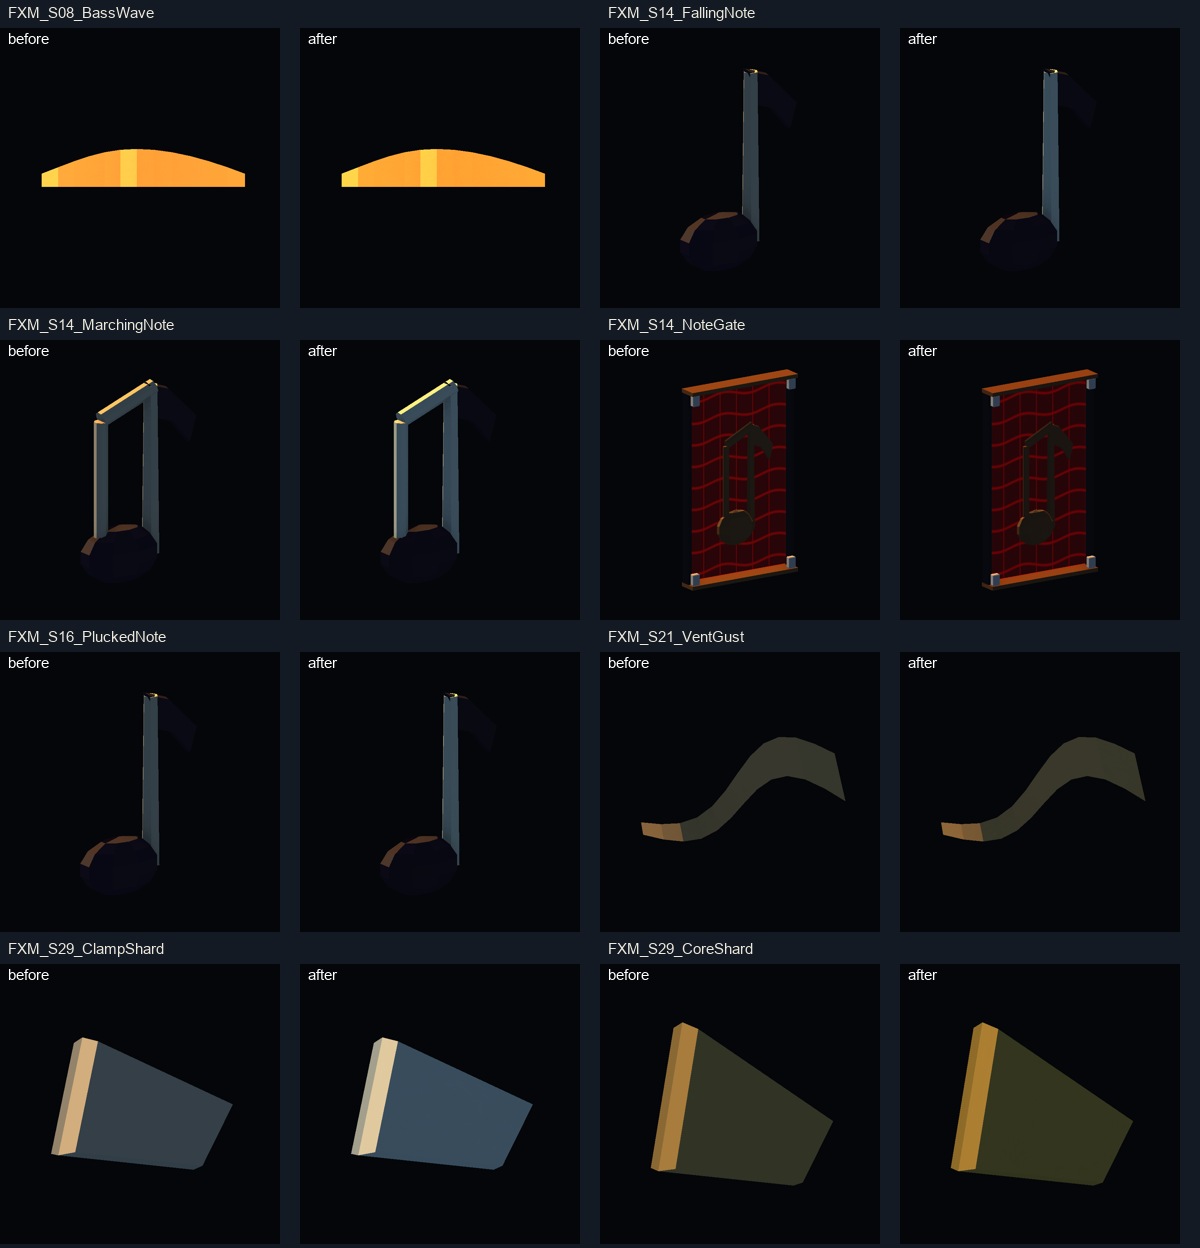 FXM_S08_BassWave
FXM_S14_FallingNote
before
after
before
after
FXM_S14_MarchingNote
FXM_S14_NoteGate
before
after
before
after
FXM_S16_PluckedNote
FXM_S21_VentGust
before
after
before
after
FXM_S29_ClampShard
FXM_S29_CoreShard
before
after
before
after